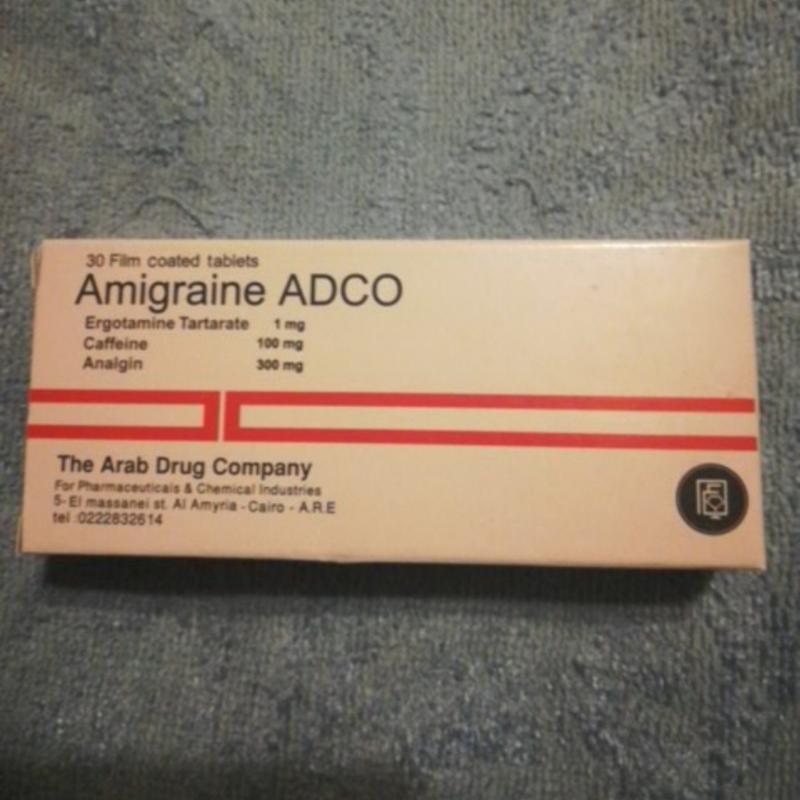 30 Film coated tablets
Amigraine ADCO
Ergotamine Tartarate 1 mg
Caffeine 100 mg
Analgin 300 mg
The Arab Drug Company
For Pharmaceuticals & Chemical Industries
5- El massanei st. Al Amyria - Cairo - A.R.E
tel :0222832614